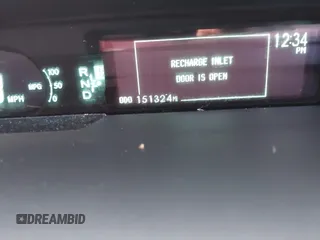 12:34
PM
RECHARGE INLET
DOOR IS OPEN
100
MPG 50
MPH 0
R
N
D
ODO 151324M
DREAMBID